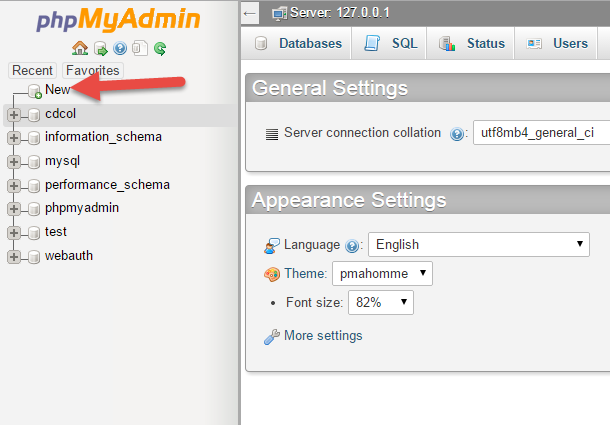 phpMyAdmin
Recent Favorites
New
cdcol
information_schema
mysql
performance_schema
phpmyadmin
test
webauth
Server: 127.0.0.1
Databases SQL Status Users
General Settings
Server connection collation : utf8mb4_general_ci
Appearance Settings
Language : English
Theme: pmahomme
Font size: 82%
More settings